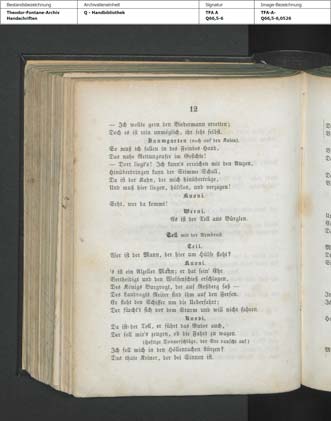 Bestandsbezeichnung
Theodor-Fontane-Archiv
Handschriften
Archivalieneinheit
Q - Handbibliothek
Signatur
TFA A
Q66,5-6
Image-Bezeichnung
TFA-A-
Q66,5-6,0526
12
— Ich wollte gern den Biedermann erretten;
Doch es ist rein unmöglich, ihr seht selbst.
Baumgarten (noch auf den Knien).
So muß ich fallen in des Feindes Hand,
Das nahe Rettungsufer im Gesichte!
— Dort liegt's! Ich kann's erreichen mit den Augen,
Hinüberdringen kann der Stimme Schall,
Da ist der Kahn, der mich hinübertrüge,
Und muß hier liegen, hülflos, und verzagen!
Kuoni.
Seht, wer da kommt!
Werni.
Es ist der Tell aus Bürglen.
Tell mit der Armbrust.
Tell.
Wer ist der Mann, der hier um Hülfe fleht?
Kuoni.
's ist ein Alzeller Mann; er hat sein' Ehr
Vertheidigt und den Wolfenschieß erschlagen,
Des Königs Burgvogt, der auf Roßberg saß —
Des Landvogts Reiter sind ihm auf den Fersen.
Er fleht den Schiffer um die Ueberfahrt;
Der fürcht't sich vor dem Sturm und will nicht fahren.
Ruodi.
Da ist der Tell, er führt das Ruder auch,
Der soll mir's zeugen, ob die Fahrt zu wagen.
(Heftige Donnerschläge, der See rauscht auf)
Ich soll mich in den Höllenrachen stürzen?
Das thäte Keiner, der bei Sinnen ist.